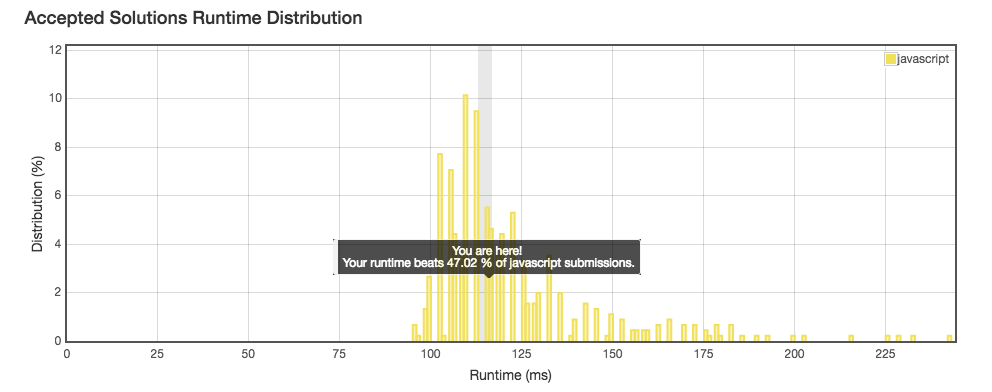 Accepted Solutions Runtime Distribution
12
javascript
10
8
6
4
2
0
Distribution (%)
You are here!
Your runtime beats 47.02 % of javascript submissions.
0 25 50 75 100 125 150 175 200 225
Runtime (ms)